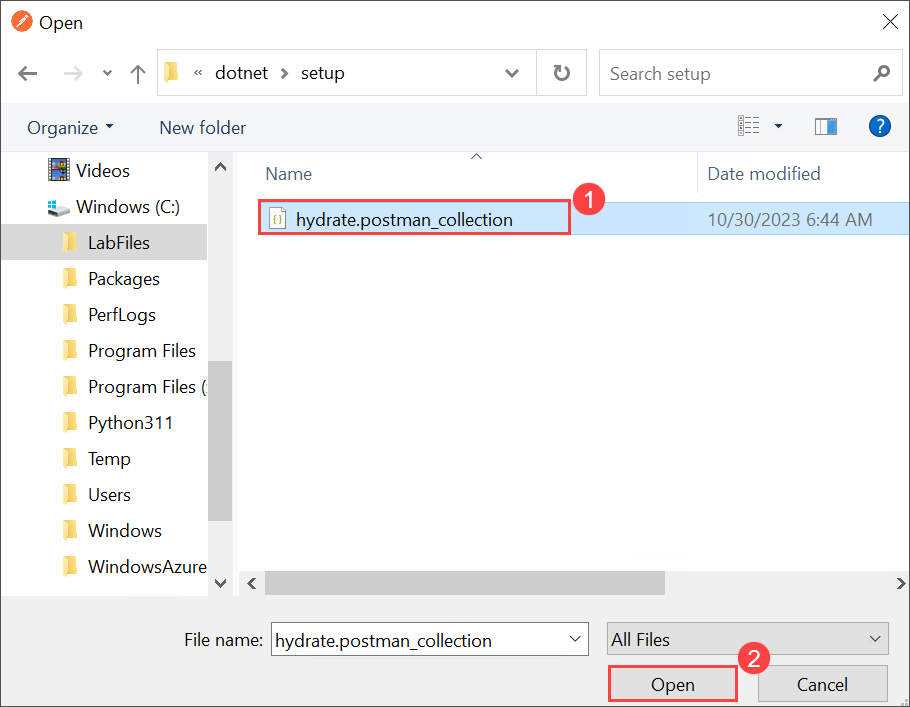 Open
« dotnet > setup
Search setup
Organize
New folder
?
Name
Date modified
Videos
Windows (C:)
LabFiles
Packages
PerfLogs
Program Files
Program Files (
Python311
Temp
Users
Windows
WindowsAzure
{} hydrate.postman_collection
1
10/30/2023 6:44 AM
File name: hydrate.postman_collection
All Files
2
Open
Cancel